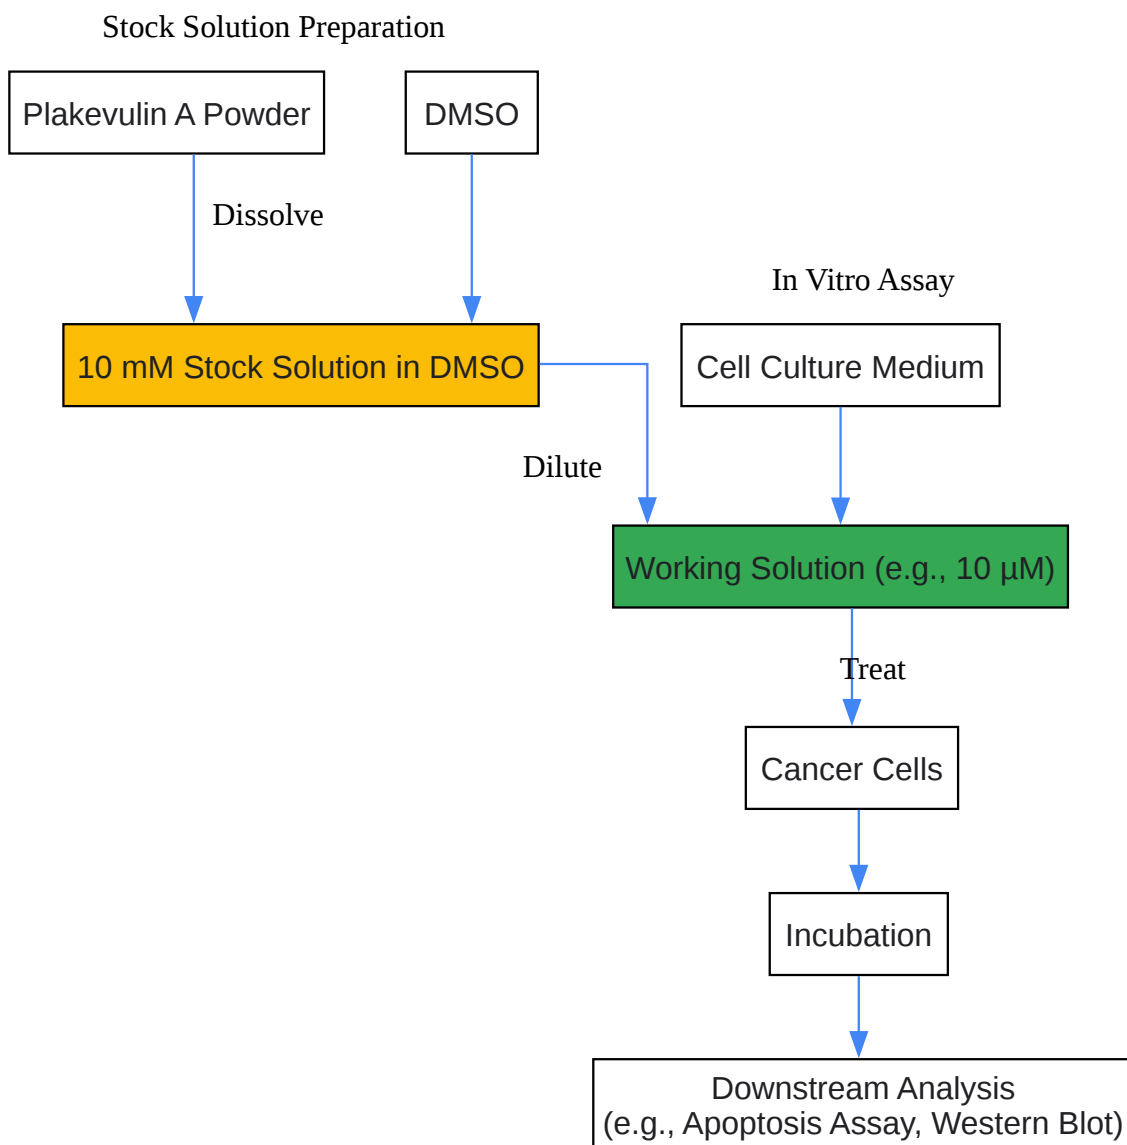 Stock Solution Preparation
Plakevulin A Powder
DMSO
Dissolve
In Vitro Assay
10 mM Stock Solution in DMSO
Cell Culture Medium
Dilute
Working Solution (e.g., 10 µM)
Treat
Cancer Cells
Incubation
Downstream Analysis
(e.g., Apoptosis Assay, Western Blot)